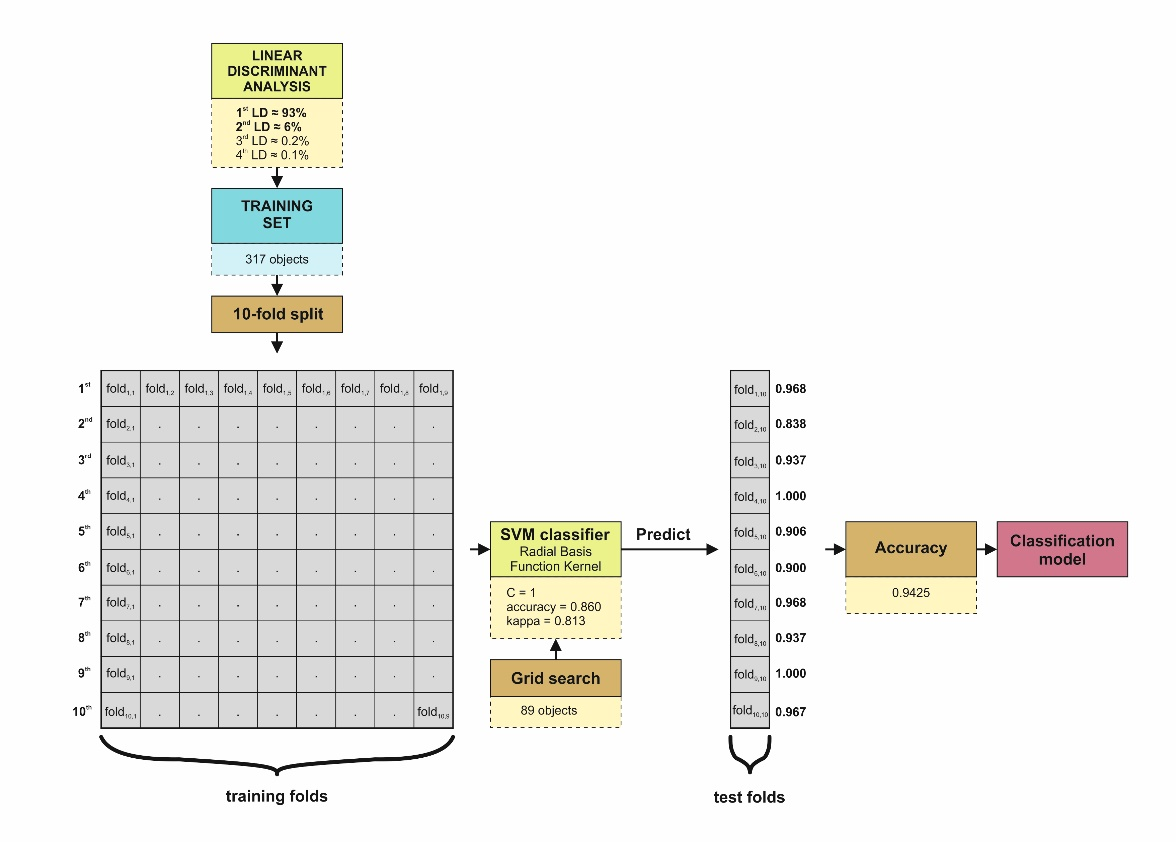 LINEAR
DISCRIMINANT
ANALYSIS
1st LD ≈ 93%
2nd LD ≈ 6%
3rd LD ≈ 0.2%
4th LD ≈ 0.1%
TRAINING
SET
317 objects
10-fold split
1st fold1,1 fold1,2 fold1,3 fold1,4 fold1,5 fold1,6 fold1,7 fold1,8 fold1,9
2nd fold2,1 . . . . . . . .
3rd fold3,1 . . . . . . . .
4th fold4,1 . . . . . . . .
5th fold5,1 . . . . . . . .
6th fold6,1 . . . . . . . .
7th fold7,1 . . . . . . . .
8th fold8,1 . . . . . . . .
9th fold9,1 . . . . . . . .
10th fold10,1 . . . . . . . fold10,9
training folds
SVM classifier
Radial Basis
Function Kernel
C = 1
accuracy = 0.860
kappa = 0.813
Grid search
89 objects
Predict
fold1,10 0.968
fold2,10 0.838
fold3,10 0.937
fold4,10 1.000
fold5,10 0.906
fold6,10 0.900
fold7,10 0.968
fold8,10 0.937
fold9,10 1.000
fold10,10 0.967
test folds
Accuracy
0.9425
Classification
model